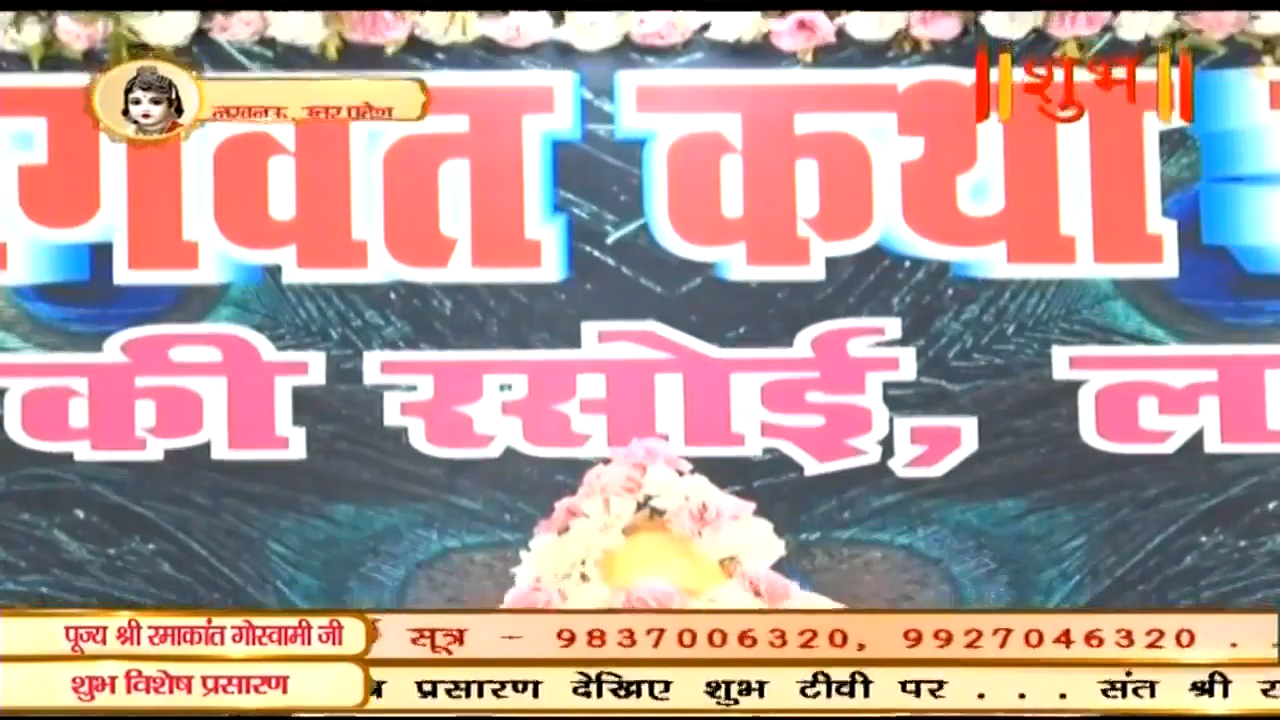 ॥शुभ॥
लखनऊ, उत्तर प्रदेश
गवत कथा
की रसोई, ल
पूज्य श्री रमाकांत गोस्वामी जी सूत्र - 9837006320, 9927046320 . .
शुभ विशेष प्रसारण प्रसारण देखिए शुभ टीवी पर . . . संत श्री